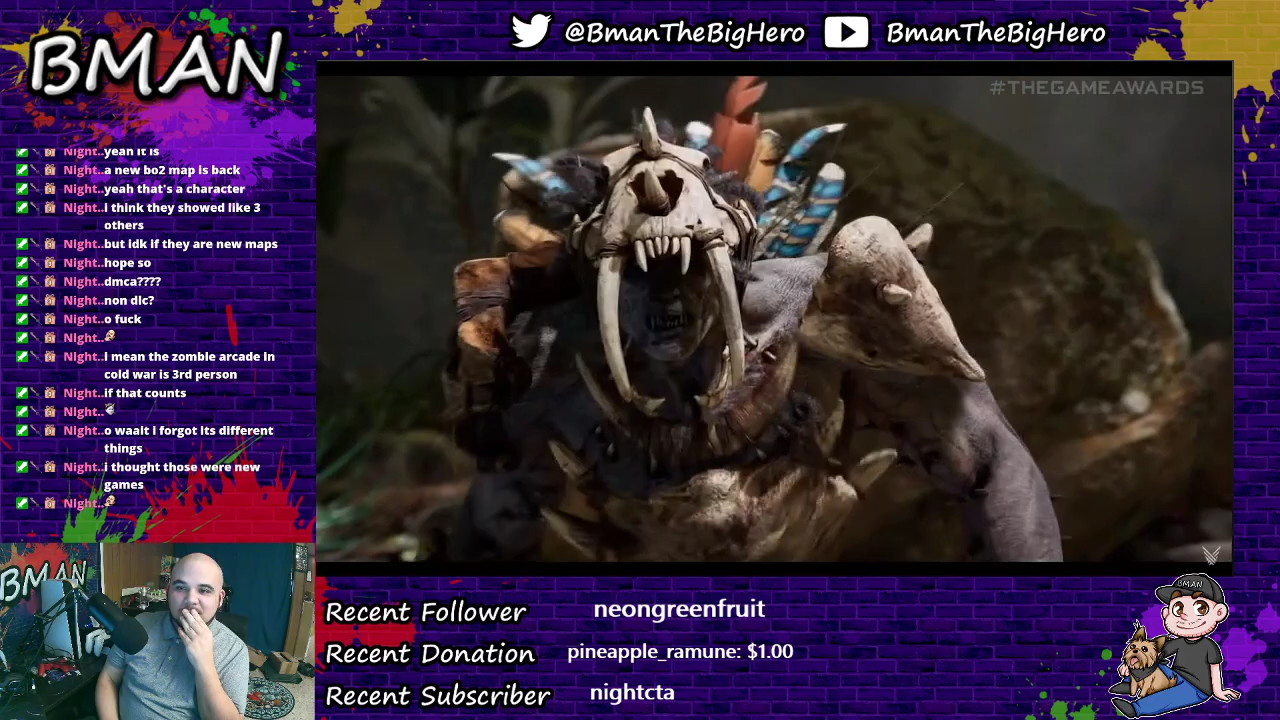 BMAN
@BmanTheBigHero
BmanTheBigHero
#THEGAMEAWARDS
Night.. yeah it is
Night.. a new bo2 map is back
Night.. yeah that's a character
Night.. i think they showed like 3
others
Night.. but idk if they are new maps
Night.. hope so
Night.. dmca????
Night.. non dlc?
Night.. o fuck
Night..
Night.. i mean the zombie arcade in
cold war is 3rd person
Night.. if that counts
Night..
Night.. o waait i forgot its different
things
Night.. i thought those were new
games
Night..
BMAN
BMAN
Recent Follower neongreenfruit
Recent Donation pineapple_ramune: $1.00
Recent Subscriber nightcta